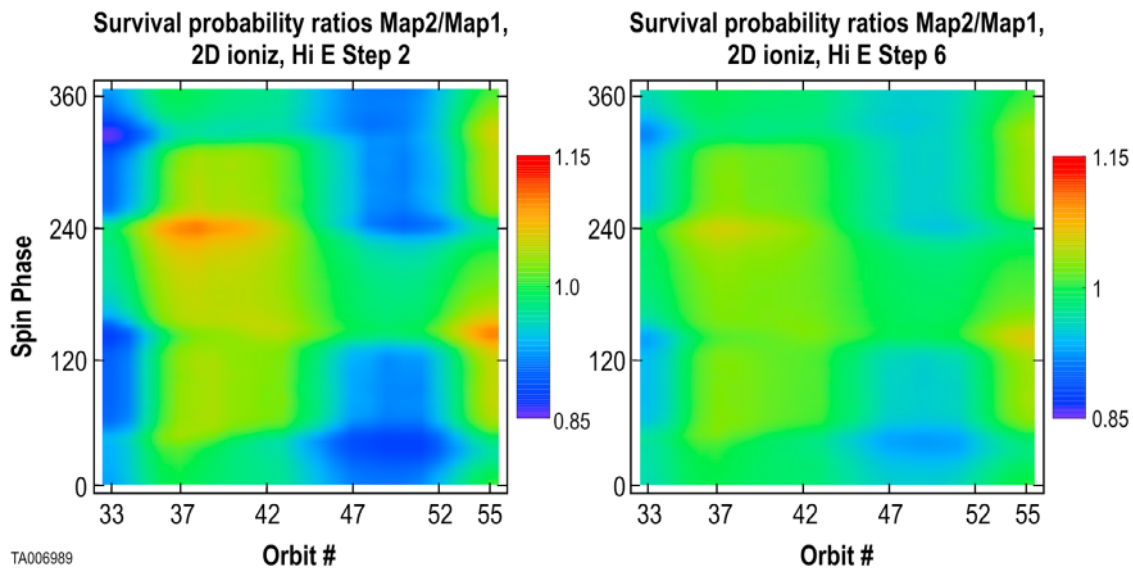 Survival probability ratios Map2/Map1,
2D ioniz, Hi E Step 2
360
240
120
0
Spin Phase
33 37 42 47 52 55
Orbit #
1.15
1.0
0.85
TA006989
Survival probability ratios Map2/Map1,
2D ioniz, Hi E Step 6
360
240
120
0
33 37 42 47 52 55
Orbit #
1.15
1
0.85